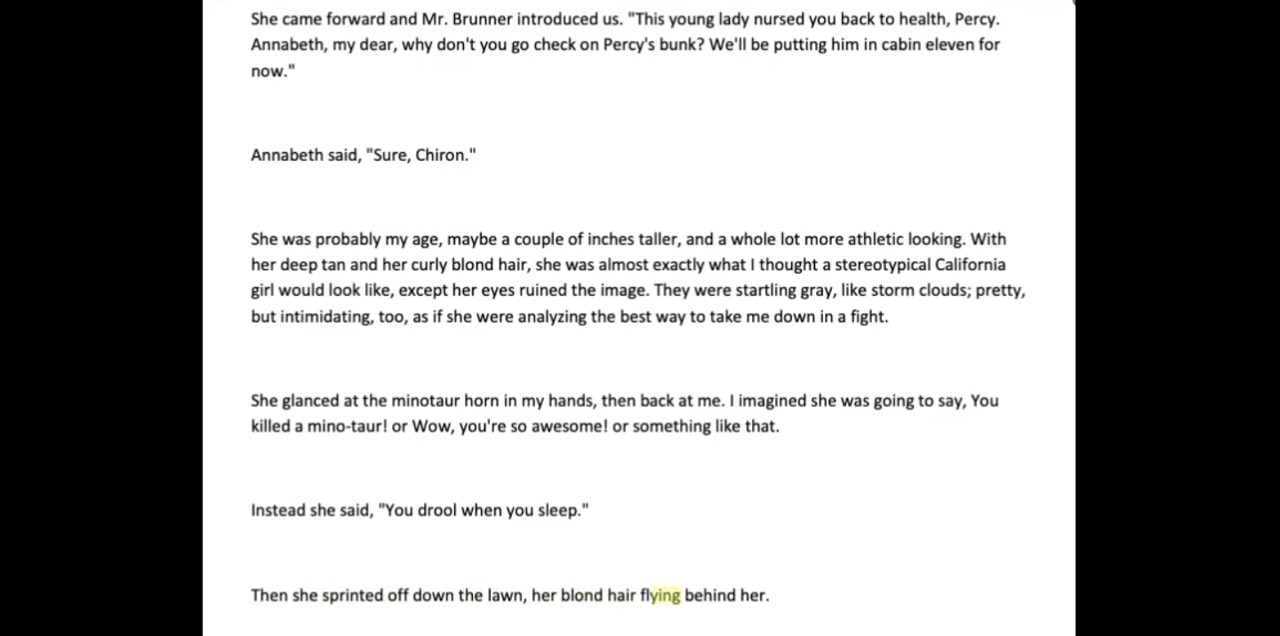 She came forward and Mr. Brunner introduced us. "This young lady nursed you back to health, Percy.
Annabeth, my dear, why don't you go check on Percy's bunk? We'll be putting him in cabin eleven for
now."
Annabeth said, "Sure, Chiron."
She was probably my age, maybe a couple of inches taller, and a whole lot more athletic looking. With
her deep tan and her curly blond hair, she was almost exactly what I thought a stereotypical California
girl would look like, except her eyes ruined the image. They were startling gray, like storm clouds; pretty,
but intimidating, too, as if she were analyzing the best way to take me down in a fight.
She glanced at the minotaur horn in my hands, then back at me. I imagined she was going to say, You
killed a mino-taur! or Wow, you're so awesome! or something like that.
Instead she said, "You drool when you sleep."
Then she sprinted off down the lawn, her blond hair flying behind her.